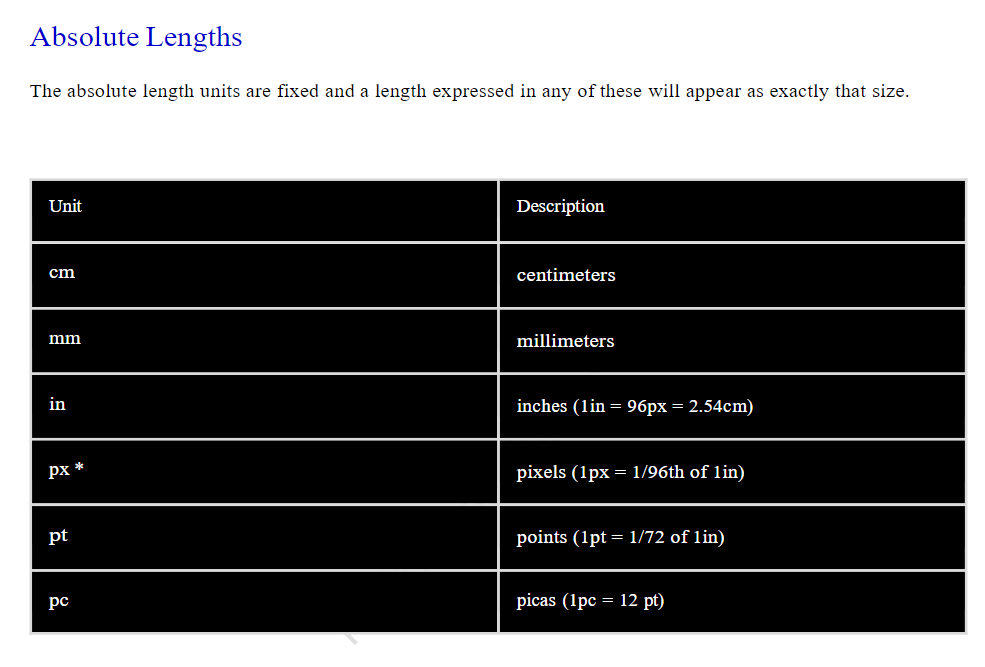 Absolute Lengths
The absolute length units are fixed and a length expressed in any of these will appear as exactly that size.
Unit Description
cm centimeters
mm millimeters
in inches (1in = 96px = 2.54cm)
px * pixels (1px = 1/96th of 1in)
pt points (1pt = 1/72 of 1in)
pc picas (1pc = 12 pt)